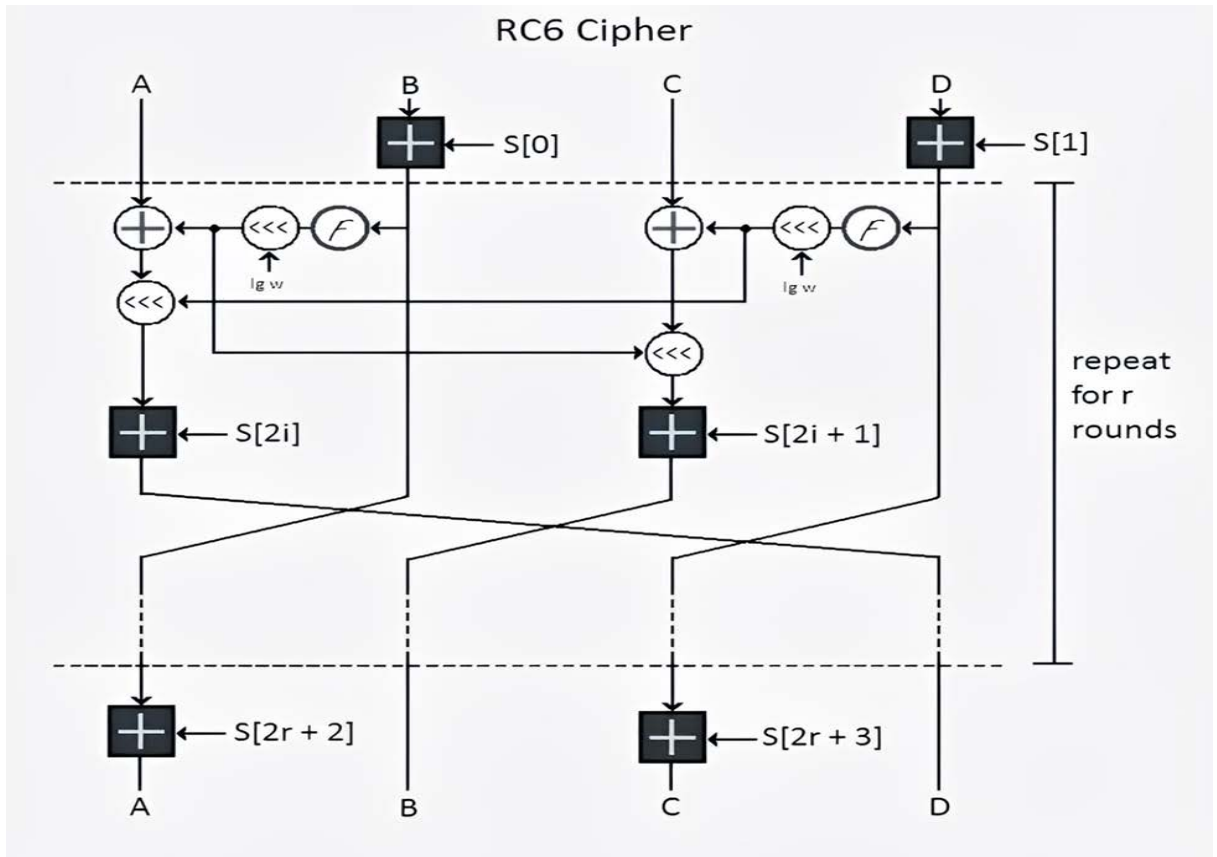 RC6 Cipher
A B C D
S[0] S[1]
<<< F <<< F
lg w lg w
<<<
<<<
repeat
for r
rounds
S[2i] S[2i + 1]
S[2r + 2] S[2r + 3]
A B C D